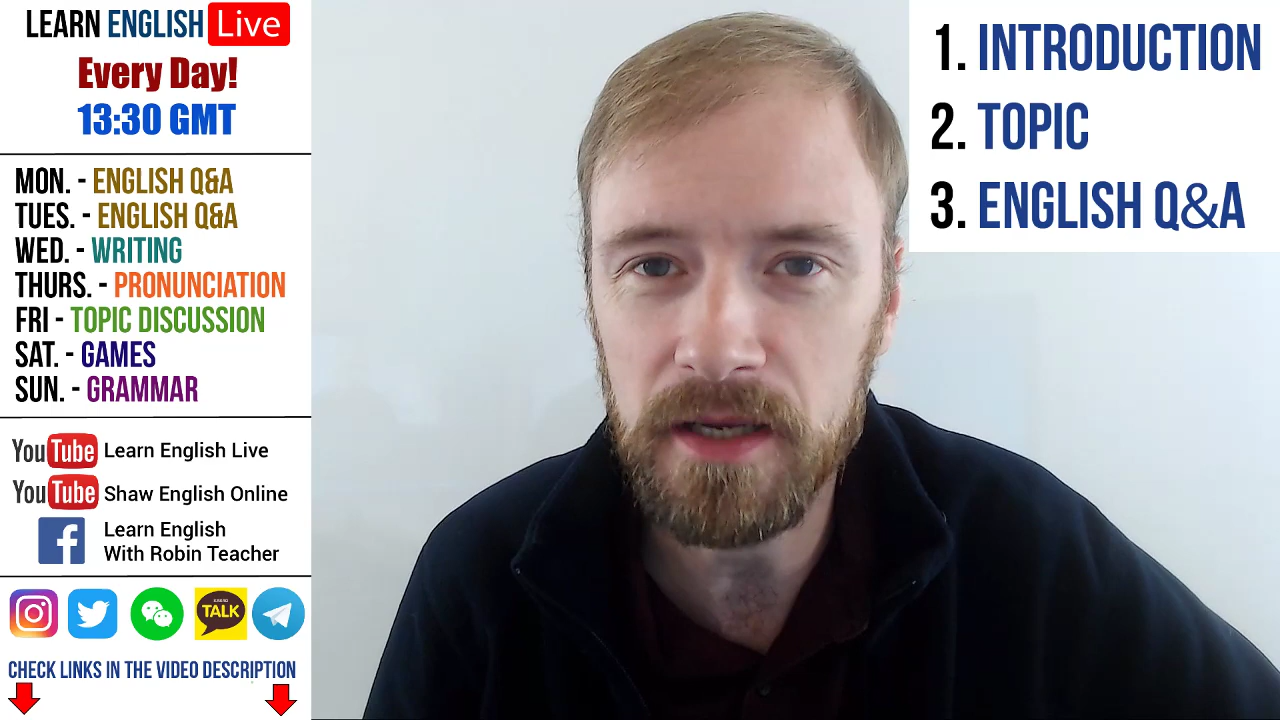 LEARN ENGLISH Live
Every Day!
13:30 GMT
MON. - ENGLISH Q&A
TUES. - ENGLISH Q&A
WED. - WRITING
THURS. - PRONUNCIATION
FRI - TOPIC DISCUSSION
SAT. - GAMES
SUN. - GRAMMAR
YouTube Learn English Live
YouTube Shaw English Online
f Learn English
With Robin Teacher
TALK
CHECK LINKS IN THE VIDEO DESCRIPTION
1. INTRODUCTION
2. TOPIC
3. ENGLISH Q&A